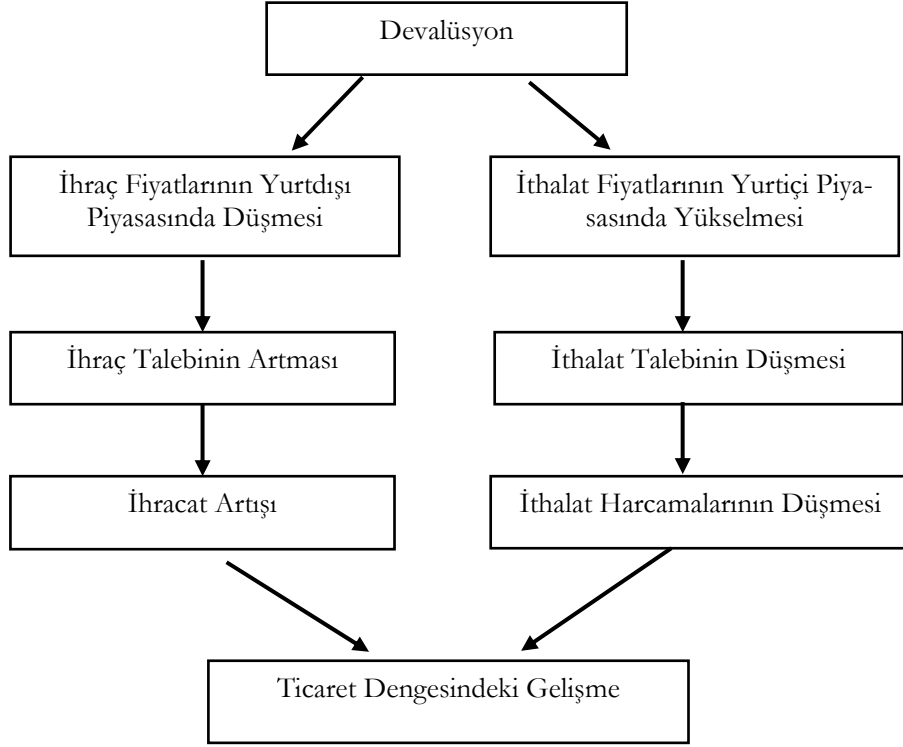 Devalüsyon
İhraç Fiyatlarının Yurtdışı
Piyasasında Düşmesi
İthalat Fiyatlarının Yurtiçi Piya-
sasında Yükselmesi
İhraç Talebinin Artması
İthalat Talebinin Düşmesi
İhracat Artışı
İthalat Harcamalarının Düşmesi
Ticaret Dengesindeki Gelişme